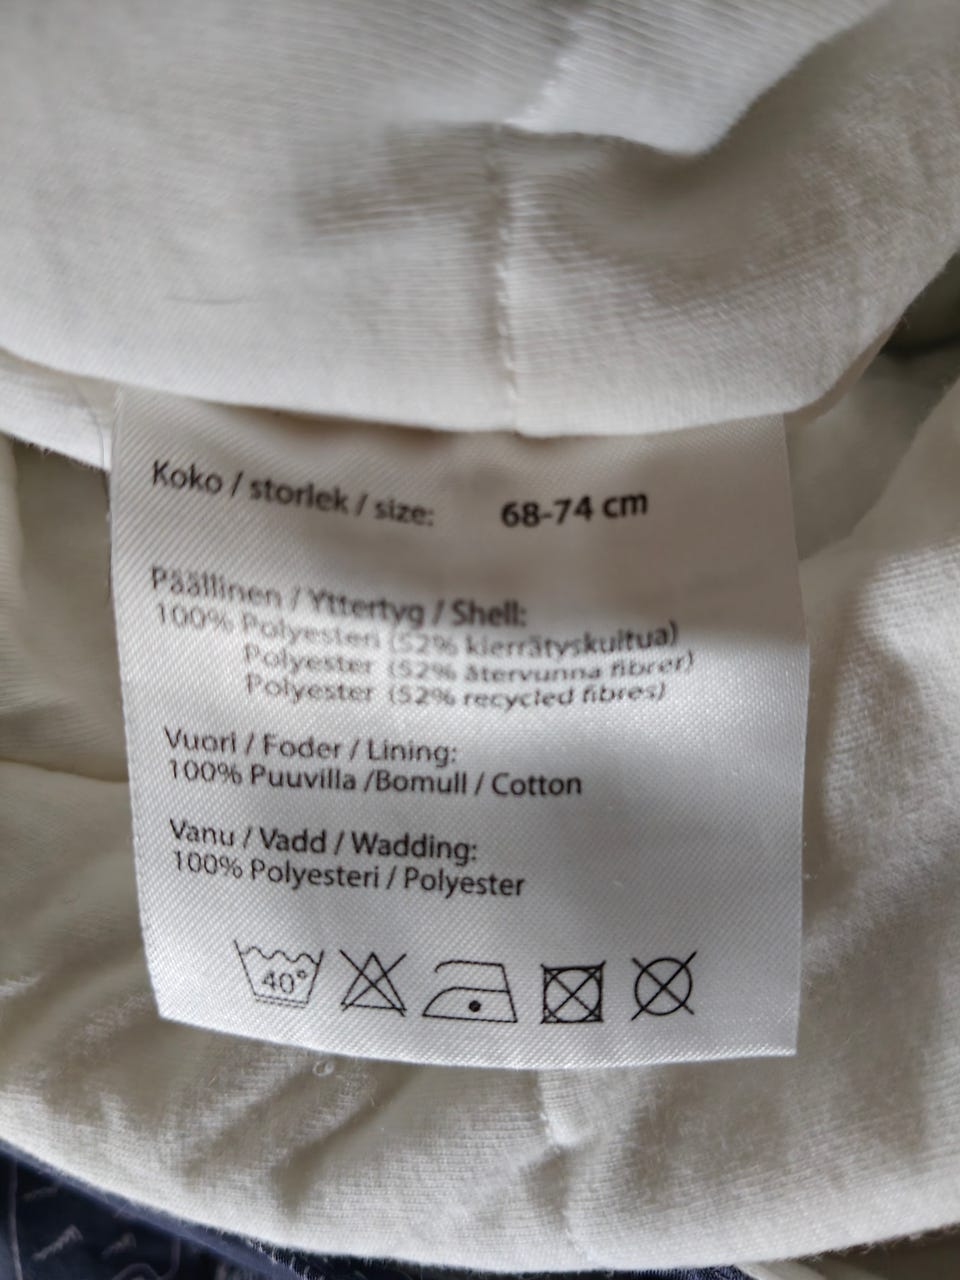 Koko / storlek / size: 68-74 cm
Päällinen / Yttertyg / Shell:
100% Polyesteri (52% kierrätyskuitua)
Polyester (52% återvunna fibrer)
Polyester (52% recycled fibres)
Vuori / Foder / Lining:
100% Puuvilla /Bomull / Cotton
Vanu / Vadd / Wadding:
100% Polyesteri / Polyester
40°